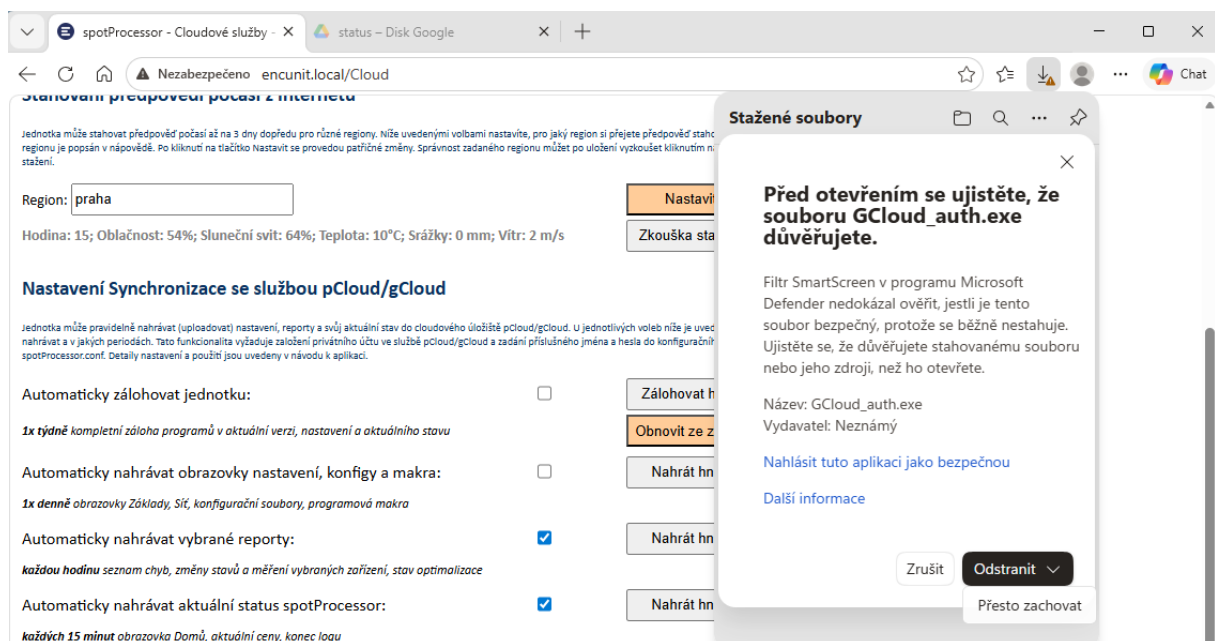 spotProcessor - Cloudové služby -
status – Disk Google
Nezabezpečeno encunit.local/Cloud
Chat
Stahování předpovědi počasí z internetu
Jednotka může stahovat předpověď počasí až na 3 dny dopředu pro různé regiony. Níže uvedenými volbami nastavíte, pro jaký region si přejete předpověď staho
regionu je popsán v nápovědě. Po kliknutí na tlačítko Nastavit se provedou patřičné změny. Správnost zadaného regionu můžet po uložení vyzkoušet kliknutím n
stažení.
Region: praha
Nastavit
Hodina: 15; Oblačnost: 54%; Sluneční svit: 64%; Teplota: 10°C; Srážky: 0 mm; Vítr: 2 m/s
Zkouška sta
Nastavení Synchronizace se službou pCloud/gCloud
Jednotka může pravidelně nahrávat (uploadovat) nastavení, reporty a svůj aktuální stav do cloudového úložiště pCloud/gCloud. U jednotlivých voleb níže je uved
nahrávat a v jakých periodách. Tato funkcionalita vyžaduje založení privátního účtu ve službě pCloud/gCloud a zadání příslušného jména a hesla do konfiguračníh
spotProcessor.conf. Detaily nastavení a použití jsou uvedeny v návodu k aplikaci.
Automaticky zálohovat jednotku:
Zálohovat h
1x týdně kompletní záloha programů v aktuální verzi, nastavení a aktuálního stavu
Obnovit ze z
Automaticky nahrávat obrazovky nastavení, konfigy a makra:
Nahrát hn
1x denně obrazovky Základy, Síť, konfigurační soubory, programová makra
Automaticky nahrávat vybrané reporty:
Nahrát hn
každou hodinu seznam chyb, změny stavů a měření vybraných zařízení, stav optimalizace
Automaticky nahrávat aktuální status spotProcessor:
Nahrát hn
každých 15 minut obrazovka Domů, aktuální ceny, konec logu
Stažené soubory
Před otevřením se ujistěte, že
souboru GCloud_auth.exe
důvěřujete.
Filtr SmartScreen v programu Microsoft
Defender nedokázal ověřit, jestli je tento
soubor bezpečný, protože se běžně nestahuje.
Ujistěte se, že důvěřujete stahovanému souboru
nebo jeho zdroji, než ho otevřete.
Název: GCloud_auth.exe
Vydavatel: Neznámý
Nahlásit tuto aplikaci jako bezpečnou
Další informace
Zrušit
Odstranit
Přesto zachovat